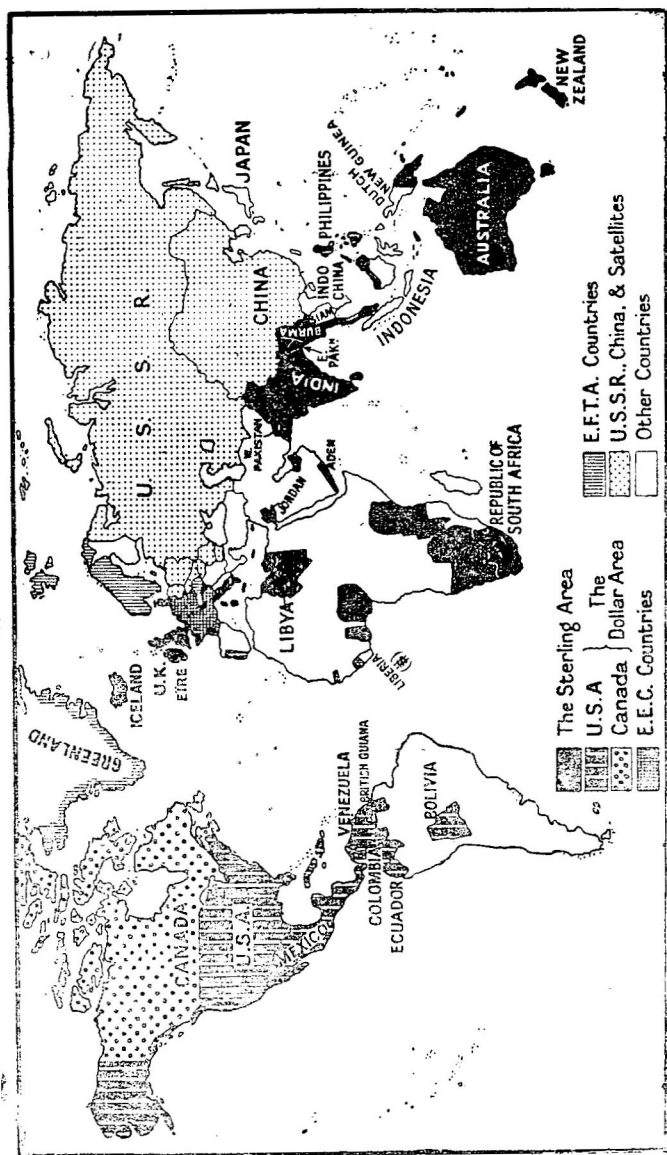 GREENLAND
ICELAND
U.K.
EIRE
CANADA
U.S.A.
MEXICO
VENEZUELA
BRITISH GUIANA
COLOMBIA
ECUADOR
BOLIVIA
U. S. S. R.
CHINA
JAPAN
W. PAKISTAN
E. PAKN
INDIA
BURMA
SIAM
INDO CHINA
PHILIPPINES
DUTCH NEW GUINEA
INDONESIA
AUSTRALIA
NEW ZEALAND
JORDAN
ADEN
LIBYA
LIBERIA
($)
REPUBLIC OF
SOUTH AFRICA
The Sterling Area
U.S.A } The
Canada } Dollar Area
E.E.C. Countries
E.F.T.A. Countries
U.S.S.R., China, & Satellites
Other Countries